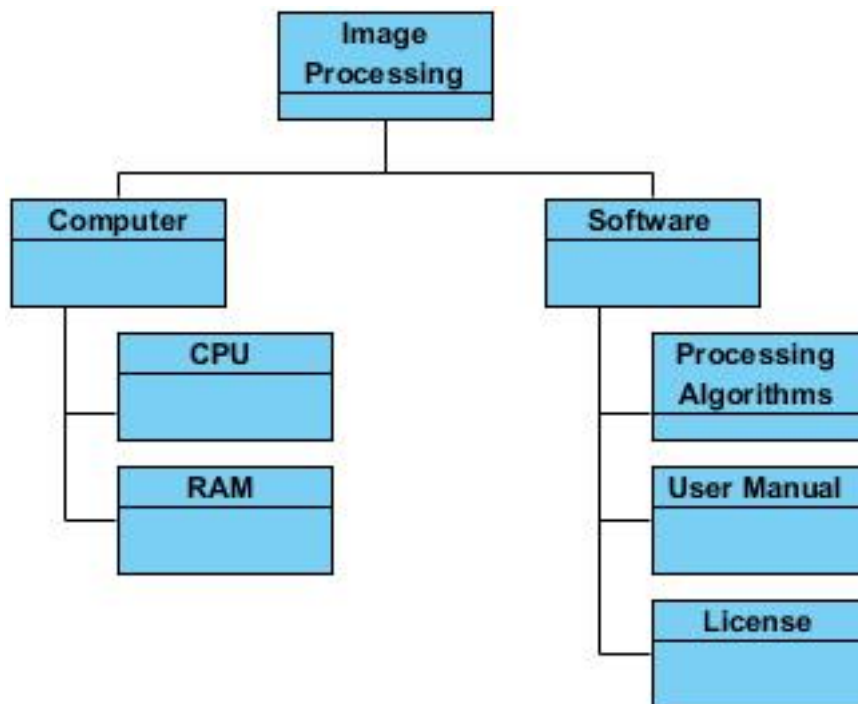 Image
Processing
Computer
Software
CPU
RAM
Processing
Algorithms
User Manual
License